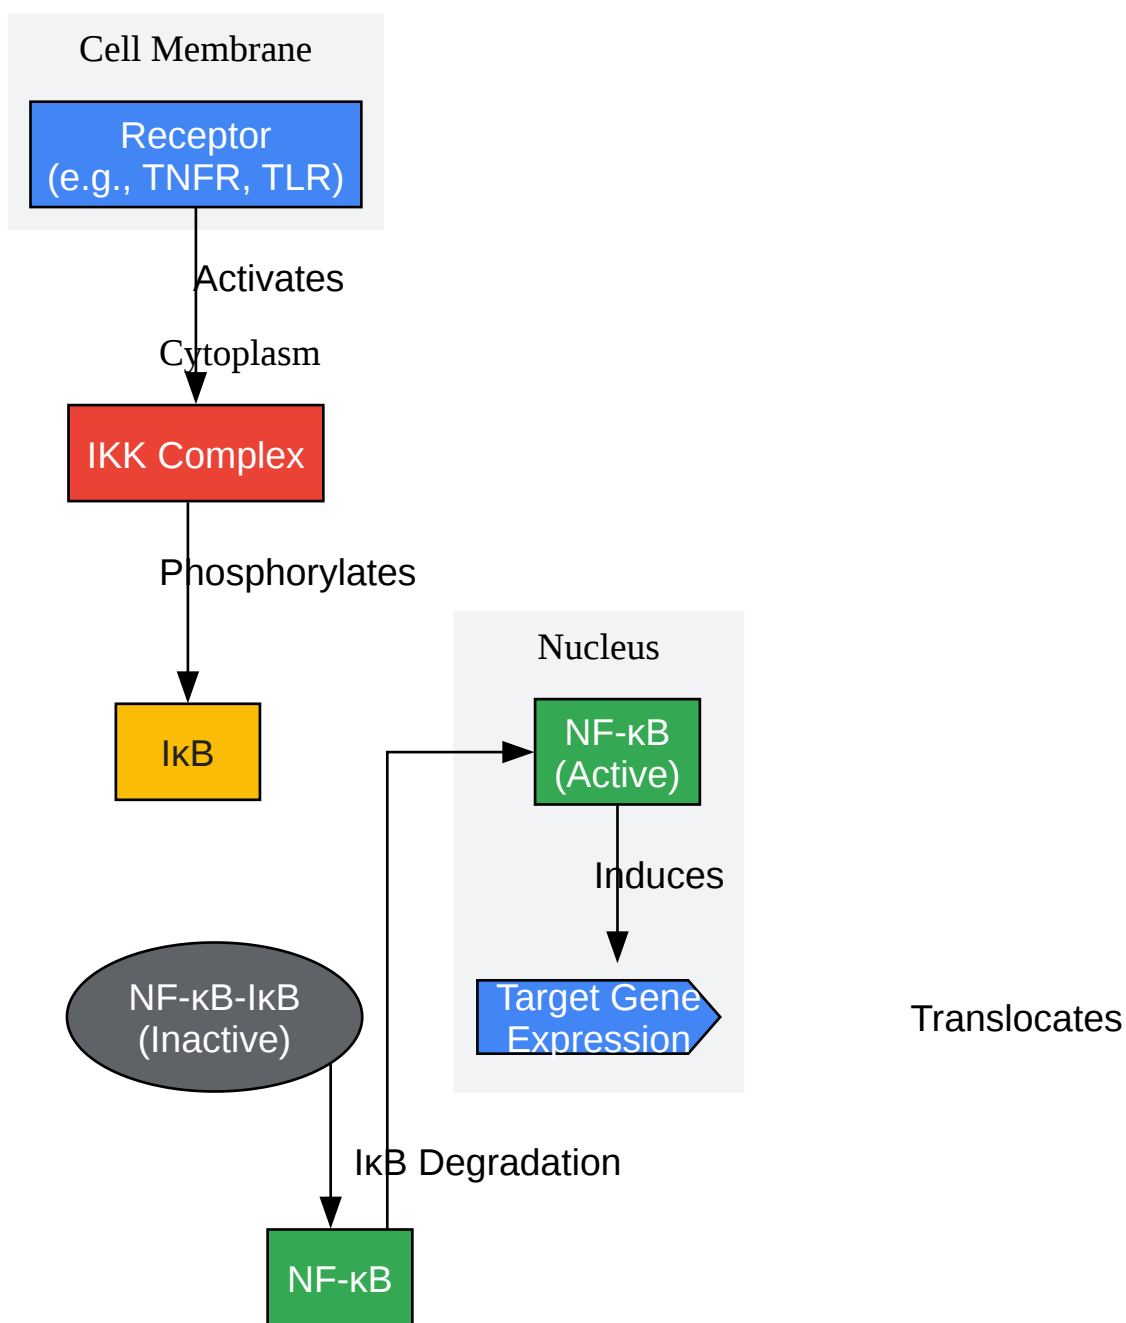 Cell Membrane
Receptor
(e.g., TNFR, TLR)
Activates
Cytoplasm
IKK Complex
Phosphorylates
Nucleus
NF-κB
(Active)
IκB
Induces
NF-κB-IκB
(Inactive)
Target Gene
Expression
Translocates
IκB Degradation
NF-κB